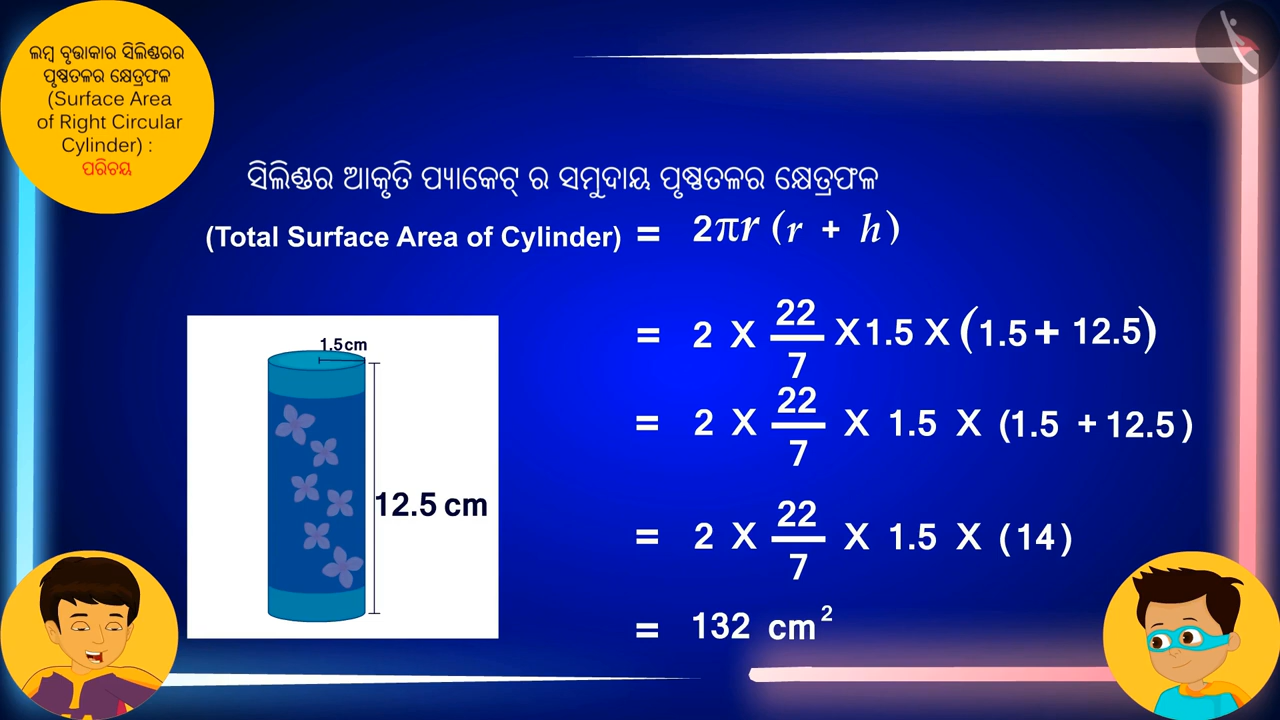 ଲମ୍ବ ବୃତ୍ତାକାର ସିଲିଣ୍ଡରର
ପୃଷ୍ଠତଳର କ୍ଷେତ୍ରଫଳ
(Surface Area
of Right Circular
Cylinder) :
ପରିଚୟ
ସିଲିଣ୍ଡର ଆକୃତି ପ୍ୟାକେଟ୍ ର ସମୁଦାୟ ପୃଷ୍ଠତଳର କ୍ଷେତ୍ରଫଳ
(Total Surface Area of Cylinder) = 2πr (r + h)
= 2 X 22/7 X 1.5 X (1.5 + 12.5)
= 2 X 22/7 X 1.5 X (1.5 + 12.5)
= 2 X 22/7 X 1.5 X (14)
= 132 cm²
1.5 cm
12.5 cm